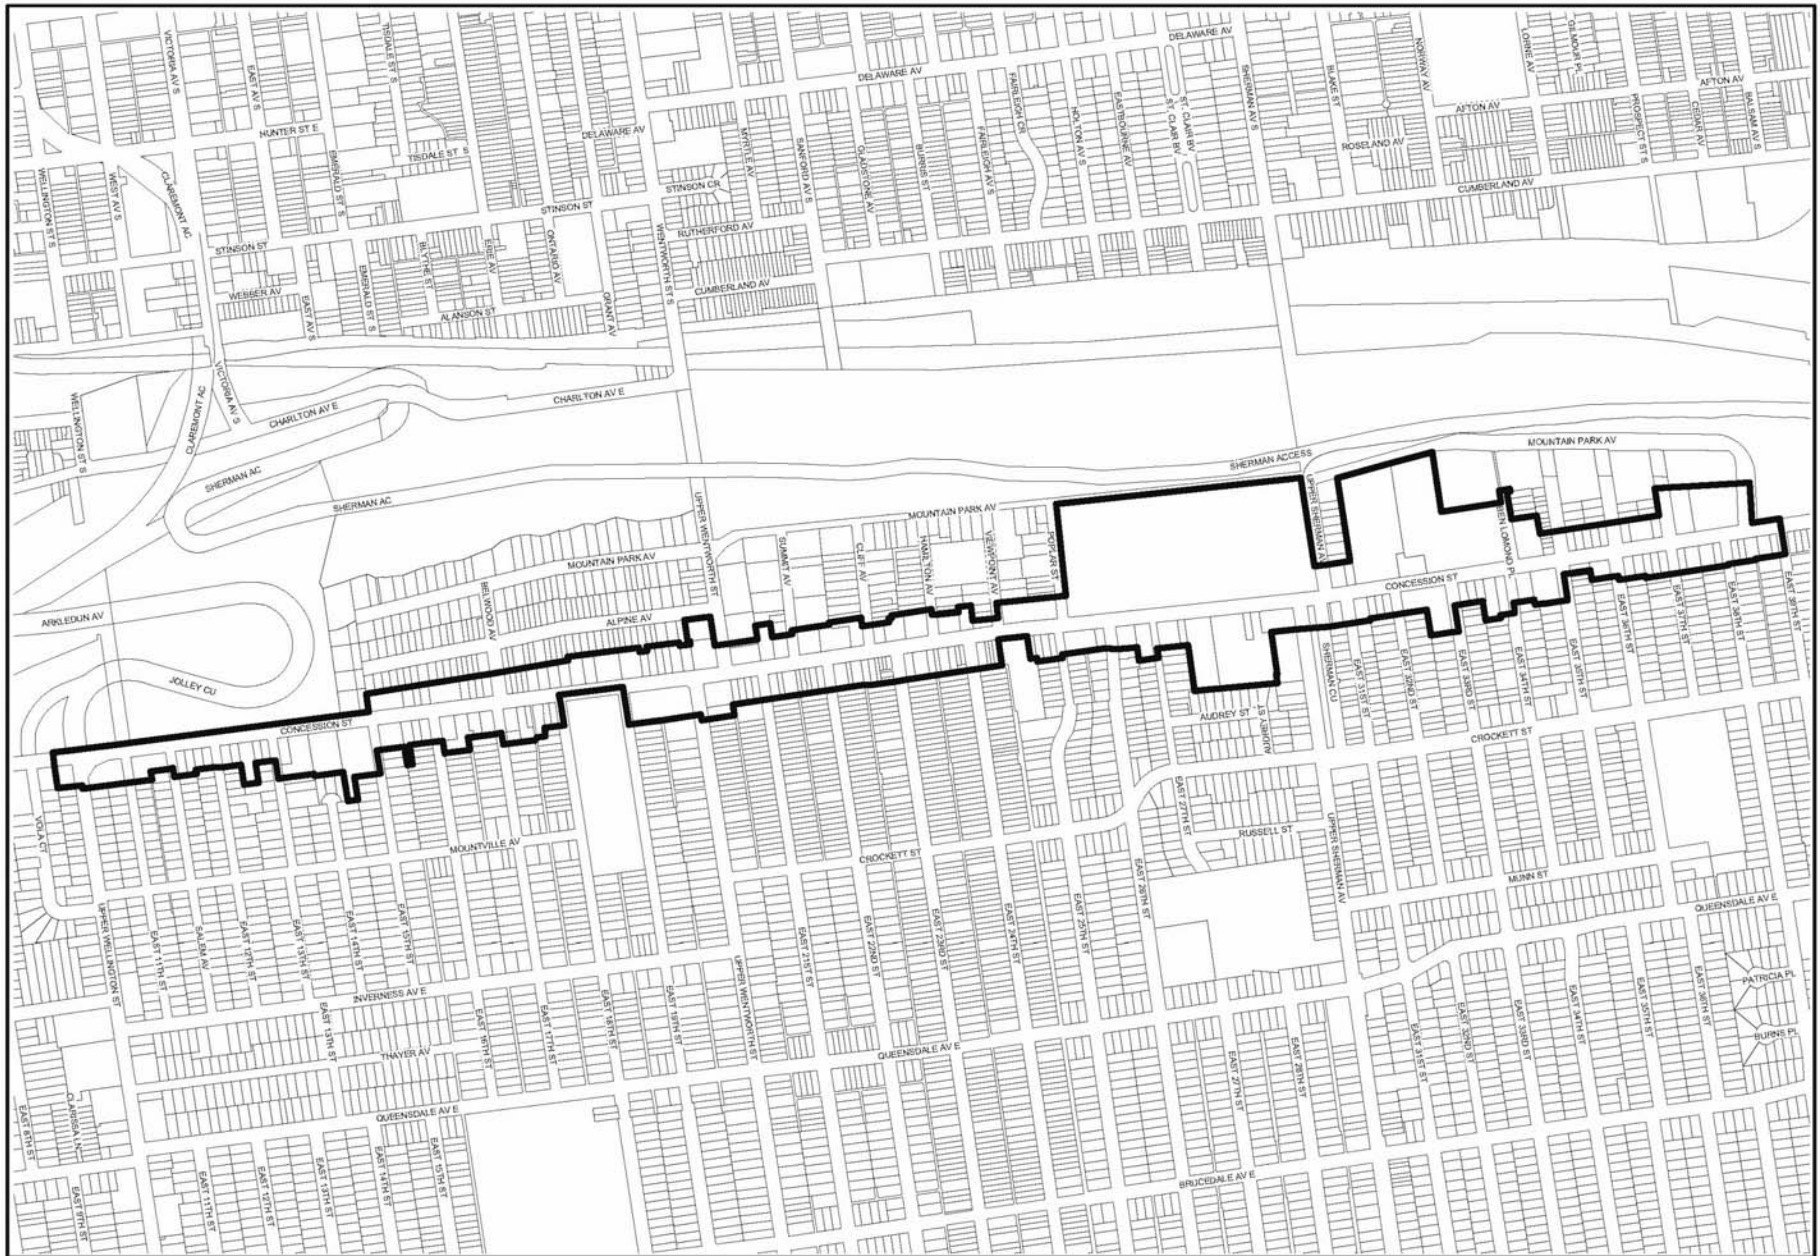 VICTORIA AV S
TISDALE ST S
DELAWARE AV
DELAWARE AV
EAST AV S
FAIRLEIGH CR
SHERMAN AV S
BLAKE ST
NORWAY AV
LORNE AV
GILMOUR PL
AFTON AV
AFTON AV
HUNTER ST E
DELAWARE AV
MYRTLE AV
SANFORD AV S
GLADSTONE AV
BURRIS ST
FAIRLEIGH AV S
HOLTON AV S
EASTBOURNE AV
ST. CLAIR BV
ST. CLAIR BV
ROSELAND AV
PROSPECT ST S
CEDAR AV
BALSAM AV S
WELLINGTON ST S
WEST AV S
CLAREMONT AC
EMERALD ST S
TISDALE ST S
STINSON CR
CUMBERLAND AV
STINSON ST
STINSON ST
BLYTHE ST
ERIE AV
ONTARIO AV
WENTWORTH ST S
RUTHERFORD AV
WEBBER AV
EAST AV S
EMERALD ST S
ALANSON ST
GRANT AV
CUMBERLAND AV
CLAREMONT AC
VICTORIA AV S
CHARLTON AV E
CHARLTON AV E
WELLINGTON ST S
SHERMAN AC
SHERMAN AC
SHERMAN ACCESS
MOUNTAIN PARK AV
UPPER WENTWORTH ST
MOUNTAIN PARK AV
UPPER SHERMAN AV
BEN LOMOND PL
MOUNTAIN PARK AV
SUMMIT AV
CLIFF AV
HAMILTON AV
VIEWPOINT AV
POPLAR ST
CONCESSION ST
ARKLEDUN AV
BELWOOD AV
ALPINE AV
JOLLEY CU
CONCESSION ST
SHERMAN CU
EAST 31ST ST
EAST 32ND ST
EAST 33RD ST
EAST 34TH ST
EAST 35TH ST
EAST 36TH ST
EAST 37TH ST
EAST 38TH ST
EAST 39TH ST
AUDREY ST
AUDREY ST
CROCKETT ST
VIOLA CT
MOUNTVILLE AV
CROCKETT ST
EAST 27TH ST
RUSSELL ST
UPPER SHERMAN AV
MUNN ST
QUEENSDALE AV E
UPPER WELLINGTON ST
EAST 11TH ST
SALEM AV
EAST 12TH ST
EAST 13TH ST
EAST 14TH ST
EAST 15TH ST
EAST 21ST ST
EAST 22ND ST
EAST 23RD ST
EAST 24TH ST
EAST 25TH ST
EAST 26TH ST
INVERNESS AV E
EAST 13TH ST
THAYER AV
EAST 16TH ST
EAST 17TH ST
EAST 18TH ST
EAST 19TH ST
UPPER WENTWORTH ST
QUEENSDALE AV E
EAST 27TH ST
EAST 28TH ST
EAST 31ST ST
EAST 32ND ST
EAST 33RD ST
EAST 34TH ST
EAST 35TH ST
EAST 36TH ST
PATRICIA PL
BURNS PL
EAST 8TH ST
CLARISSA LN
QUEENSDALE AV E
EAST 9TH ST
EAST 11TH ST
EAST 12TH ST
EAST 13TH ST
EAST 14TH ST
EAST 15TH ST
BRUCEDALE AV E